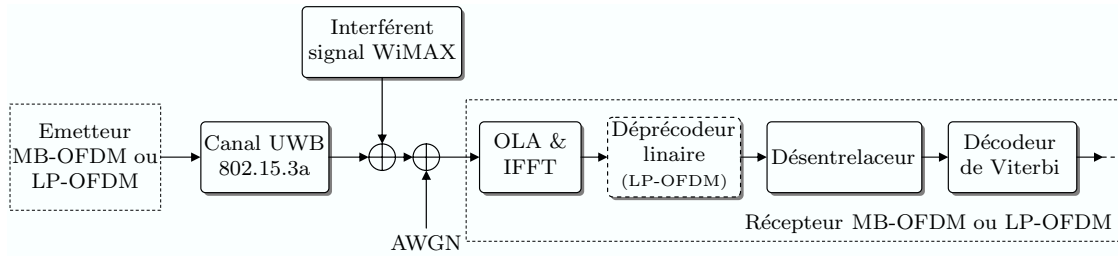 Interférent
signal WiMAX
Emetteur
MB-OFDM ou
LP-OFDM
Canal UWB
802.15.3a
AWGN
OLA &
IFFT
Déprécodeur
linaire
(LP-OFDM)
Désentrelaceur
Décodeur
de Viterbi
Récepteur MB-OFDM ou LP-OFDM